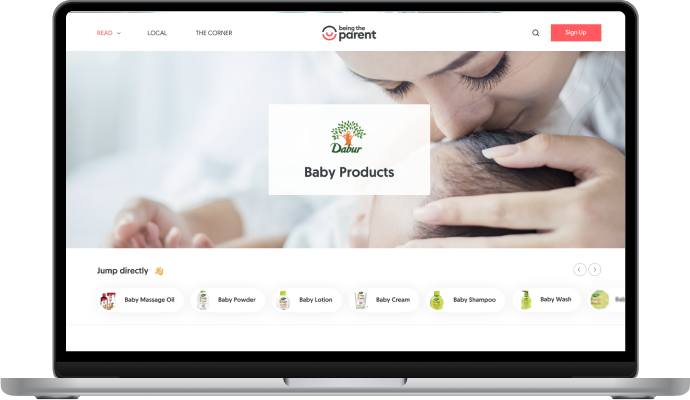 READ
LOCAL
THE CORNER
being the
parent
Sign Up
Dabur
Baby Products
Jump directly
Baby Massage Oil
Baby Powder
Baby Lotion
Baby Cream
Baby Shampoo
Baby Wash